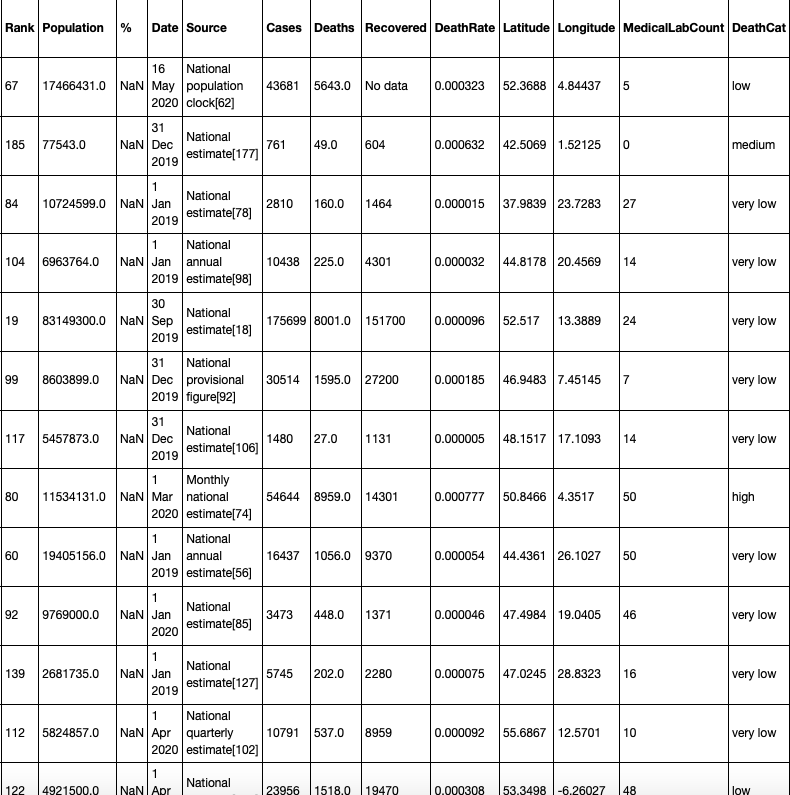 Rank Population % Date Source Cases Deaths Recovered DeathRate Latitude Longitude MedicalLabCount DeathCat
67 17466431.0 NaN 16 May 2020 National population clock[62] 43681 5643.0 No data 0.000323 52.3688 4.84437 5 low
185 77543.0 NaN 31 Dec 2019 National estimate[177] 761 49.0 604 0.000632 42.5069 1.52125 0 medium
84 10724599.0 NaN 1 Jan 2019 National estimate[78] 2810 160.0 1464 0.000015 37.9839 23.7283 27 very low
104 6963764.0 NaN 1 Jan 2019 National annual estimate[98] 10438 225.0 4301 0.000032 44.8178 20.4569 14 very low
19 83149300.0 NaN 30 Sep 2019 National estimate[18] 175699 8001.0 151700 0.000096 52.517 13.3889 24 very low
99 8603899.0 NaN 31 Dec 2019 National provisional figure[92] 30514 1595.0 27200 0.000185 46.9483 7.45145 7 very low
117 5457873.0 NaN 31 Dec 2019 National estimate[106] 1480 27.0 1131 0.000005 48.1517 17.1093 14 very low
80 11534131.0 NaN 1 Mar 2020 Monthly national estimate[74] 54644 8959.0 14301 0.000777 50.8466 4.3517 50 high
60 19405156.0 NaN 1 Jan 2019 National annual estimate[56] 16437 1056.0 9370 0.000054 44.4361 26.1027 50 very low
92 9769000.0 NaN 1 Jan 2020 National estimate[85] 3473 448.0 1371 0.000046 47.4984 19.0405 46 very low
139 2681735.0 NaN 1 Jan 2019 National estimate[127] 5745 202.0 2280 0.000075 47.0245 28.8323 16 very low
112 5824857.0 NaN 1 Apr 2020 National quarterly estimate[102] 10791 537.0 8959 0.000092 55.6867 12.5701 10 very low
122 4921500.0 NaN 1 Apr National 23956 1518.0 19470 0.000308 53.3498 -6.26027 48 low